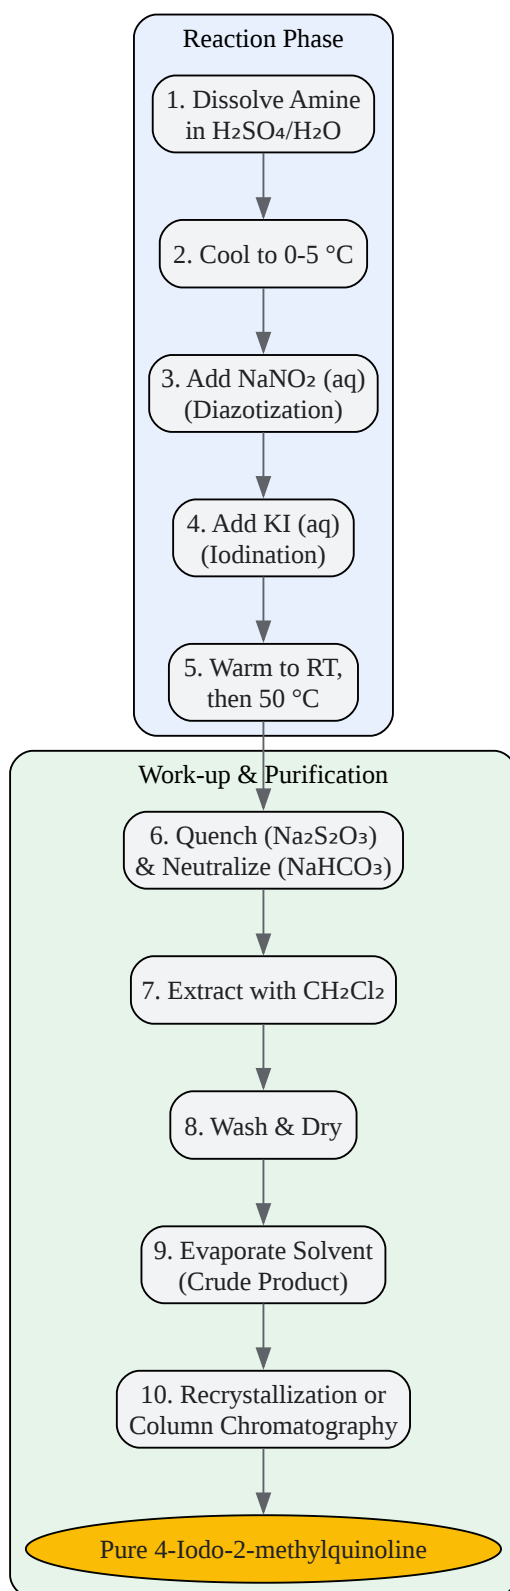 Reaction Phase
1. Dissolve Amine
in H₂SO₄/H₂O
2. Cool to 0-5 °C
3. Add NaNO₂ (aq)
(Diazotization)
4. Add KI (aq)
(Iodination)
5. Warm to RT,
then 50 °C
Work-up & Purification
6. Quench (Na₂S₂O₃)
& Neutralize (NaHCO₃)
7. Extract with CH₂Cl₂
8. Wash & Dry
9. Evaporate Solvent
(Crude Product)
10. Recrystallization or
Column Chromatography
Pure 4-Iodo-2-methylquinoline